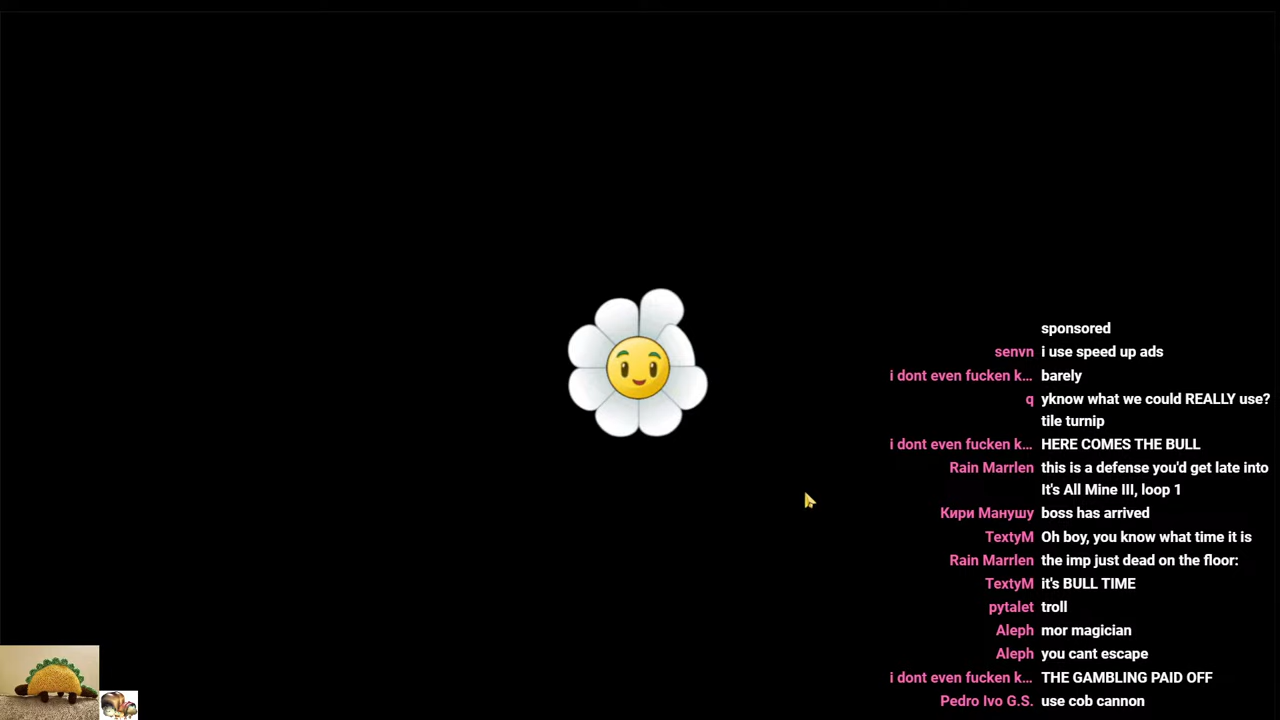 sponsored
senvn i use speed up ads
i dont even fucken k... barely
q yknow what we could REALLY use?
tile turnip
i dont even fucken k... HERE COMES THE BULL
Rain Marrlen this is a defense you'd get late into
It's All Mine III, loop 1
Кири Манушу boss has arrived
TextyM Oh boy, you know what time it is
Rain Marrlen the imp just dead on the floor:
TextyM it's BULL TIME
pytalet troll
Aleph mor magician
Aleph you cant escape
i dont even fucken k... THE GAMBLING PAID OFF
Pedro Ivo G.S. use cob cannon